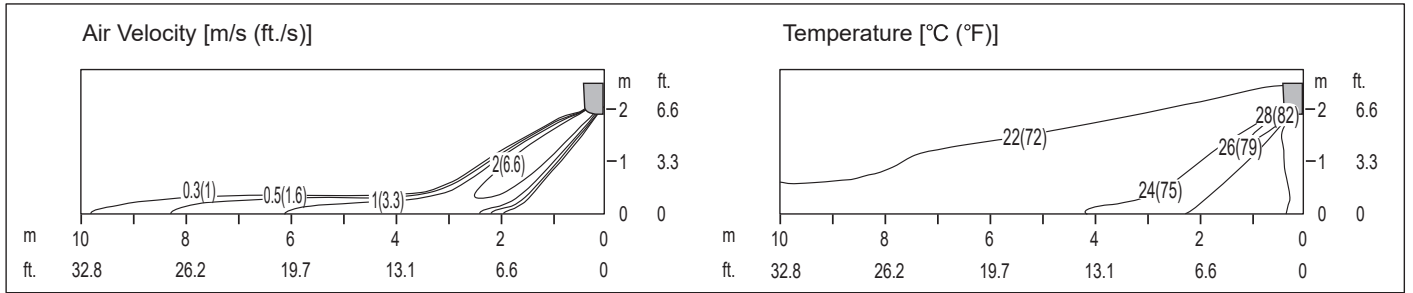 Air Velocity [m/s (ft./s)]
m ft.
2 6.6
2(6.6)
1 3.3
0.3(1) 0.5(1.6) 1(3.3)
0 0
m 10 8 6 4 2 0
ft. 32.8 26.2 19.7 13.1 6.6 0
Temperature [°C (°F)]
m ft.
28(82) 2 6.6
22(72)
26(79) 1 3.3
24(75)
0 0
m 10 8 6 4 2 0
ft. 32.8 26.2 19.7 13.1 6.6 0